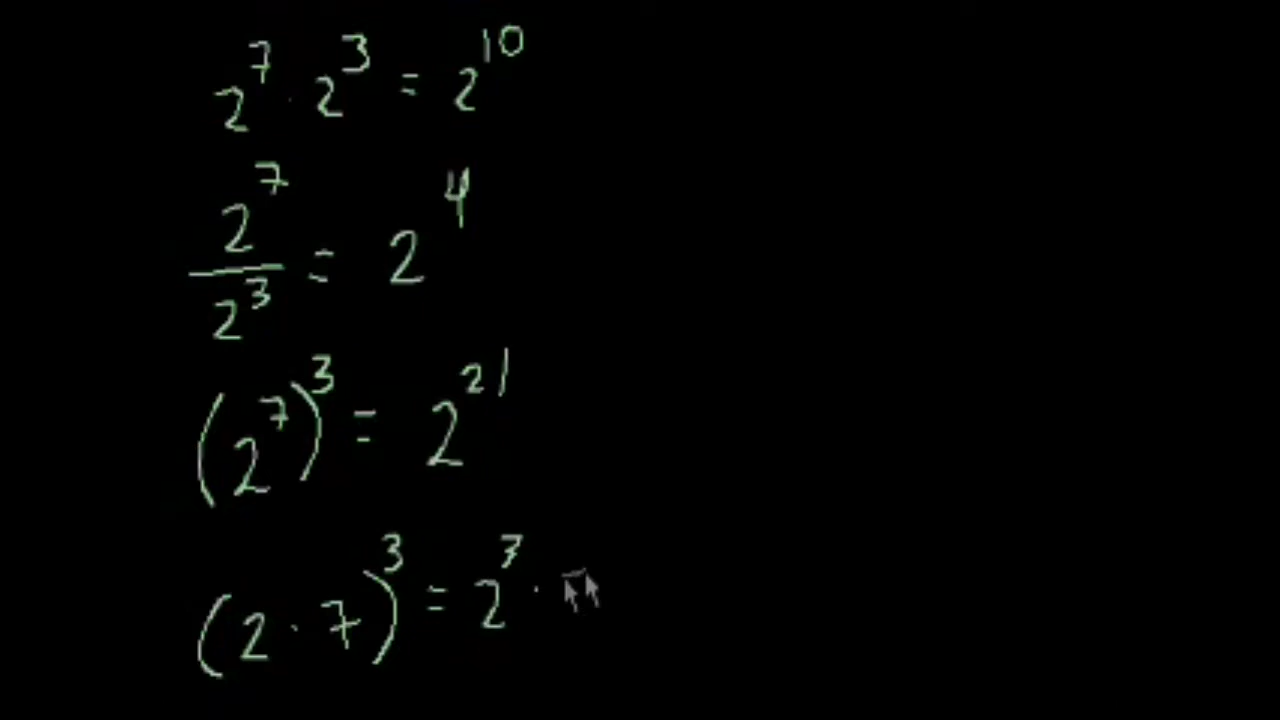 2^7 · 2^3 = 2^10
2^7 / 2^3 = 2^4
(2^7)^3 = 2^21
(2 · 7)^3 = 2^3 ·